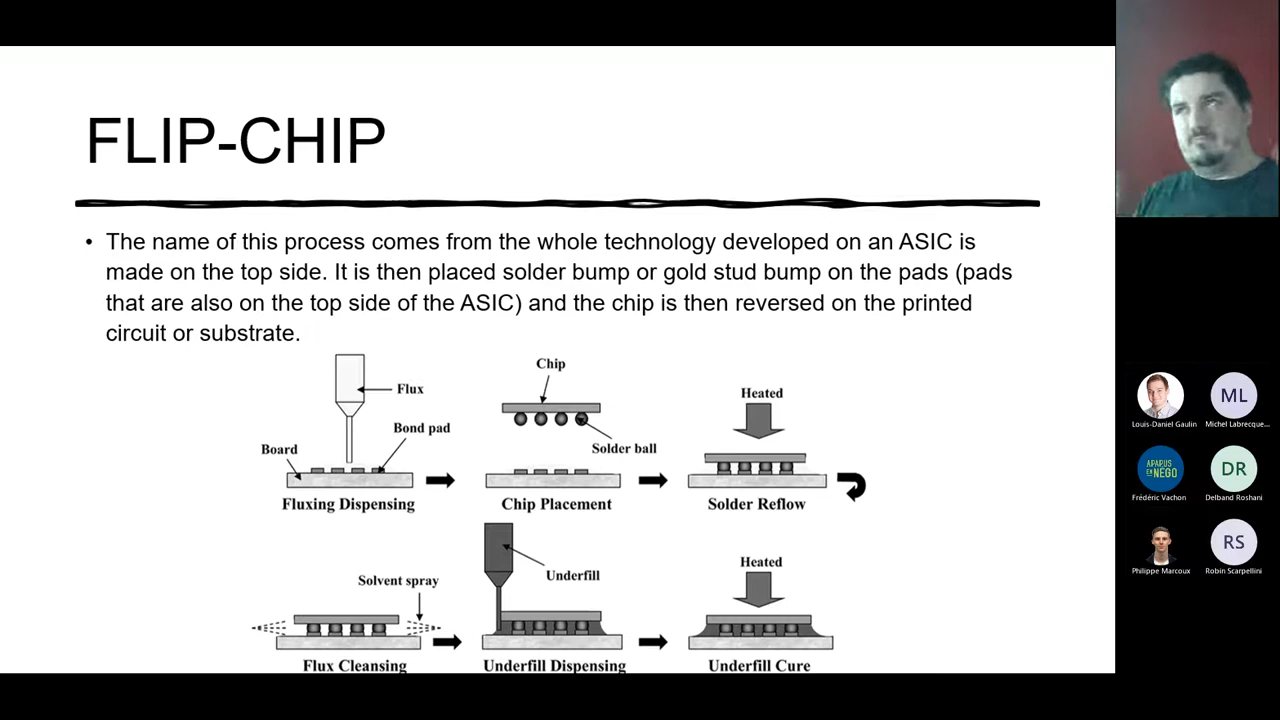 FLIP-CHIP
• The name of this process comes from the whole technology developed on an ASIC is
made on the top side. It is then placed solder bump or gold stud bump on the pads (pads
that are also on the top side of the ASIC) and the chip is then reversed on the printed
circuit or substrate.
Flux
Bond pad
Board
Fluxing Dispensing
Chip
Solder ball
Chip Placement
Heated
Solder Reflow
Solvent spray
Flux Cleansing
Underfill
Underfill Dispensing
Heated
Underfill Cure
Louis-Daniel Gaulin
ML
Michel Labrecque...
APARUS
EN NÉGO
Frédéric Vachon
DR
Delband Roshani
Philippe Marcoux
RS
Robin Scarpellini